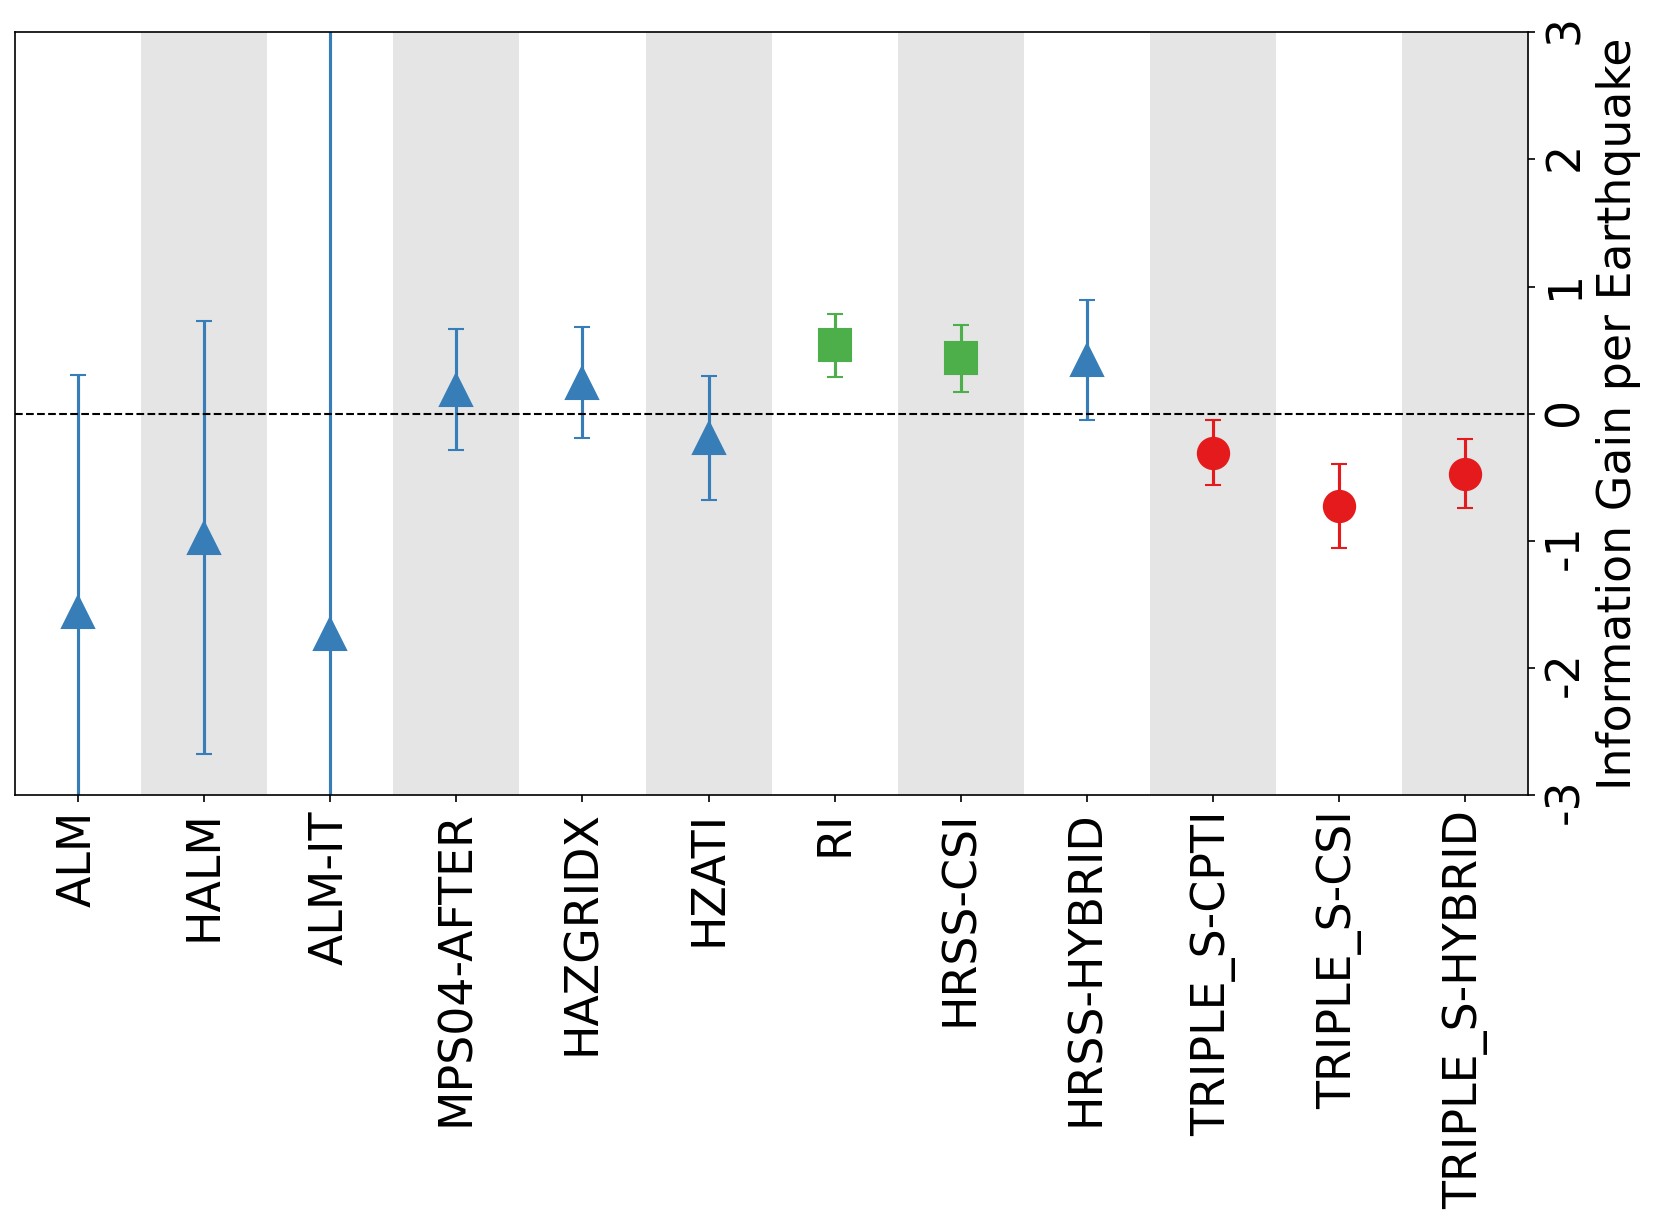 3
2
1
0
-1
-2
-3
Information Gain per Earthquake
ALM
HALM
ALM-IT
MPS04-AFTER
HAZGRIDX
HZATI
RI
HRSS-CSI
HRSS-HYBRID
TRIPLE_S-CPTI
TRIPLE_S-CSI
TRIPLE_S-HYBRID